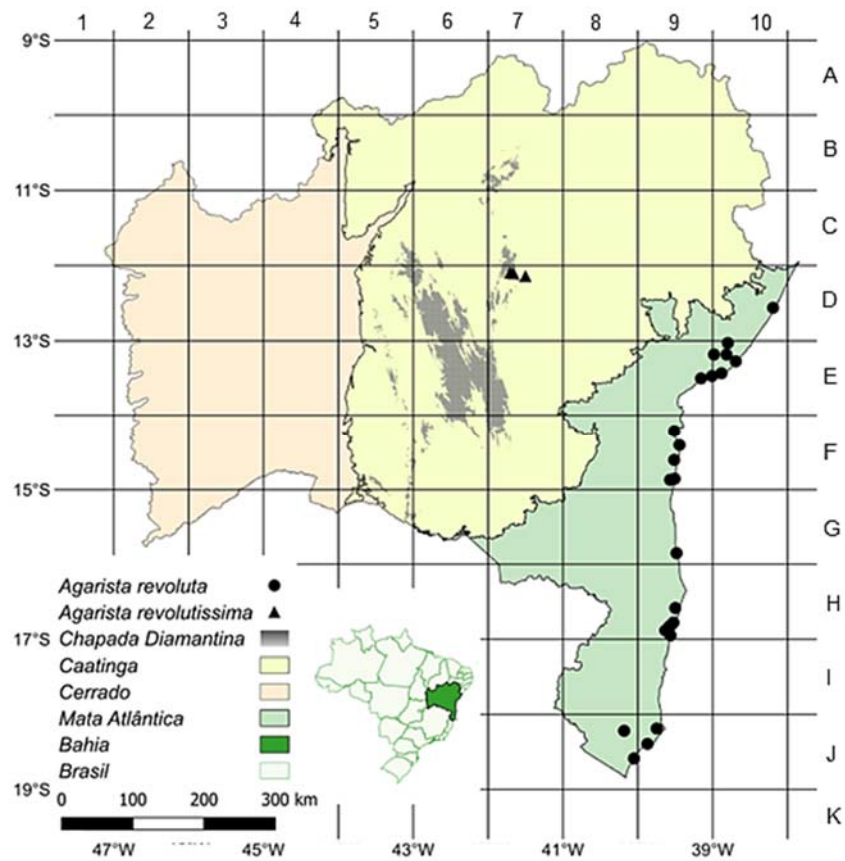 1 2 3 4 5 6 7 8 9 10
9°S
A
B
11°S
C
D
13°S
E
F
15°S
G
Agarista revoluta
Agarista revolutissima
H
Chapada Diamantina
17°S
Caatinga
I
Cerrado
Mata Atlântica
Bahia
J
Brasil
19°S
0 100 200 300 km
K
47°W 45°W 43°W 41°W 39°W